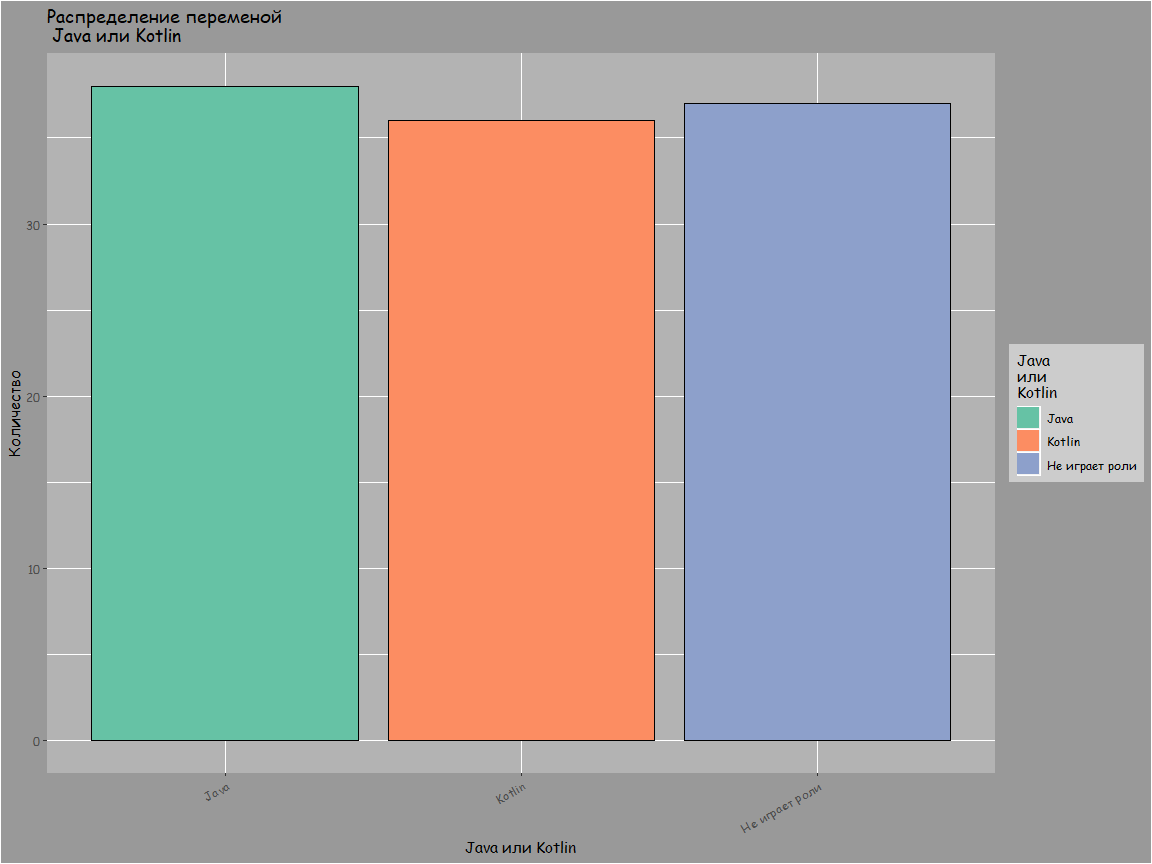 Распределение переменой
Java или Kotlin
Количество
30
20
10
0
Java
Kotlin
Не играет роли
Java или Kotlin
Java
или
Kotlin
Java
Kotlin
Не играет роли